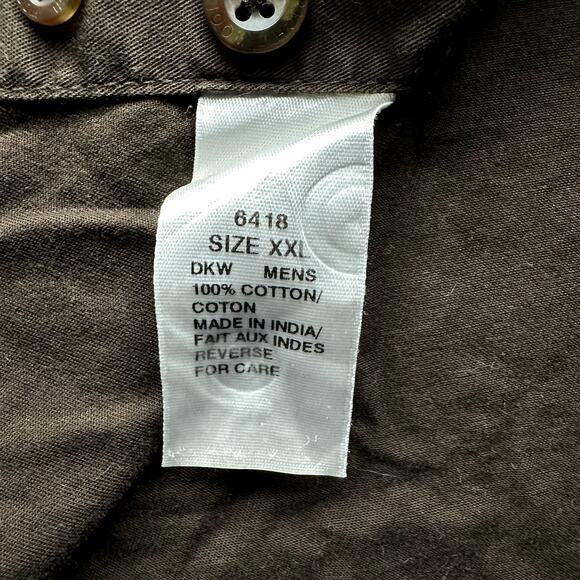 6418
SIZE XXL
DKW MENS
100% COTTON/
COTON
MADE IN INDIA/
FAIT AUX INDES
REVERSE
FOR CARE